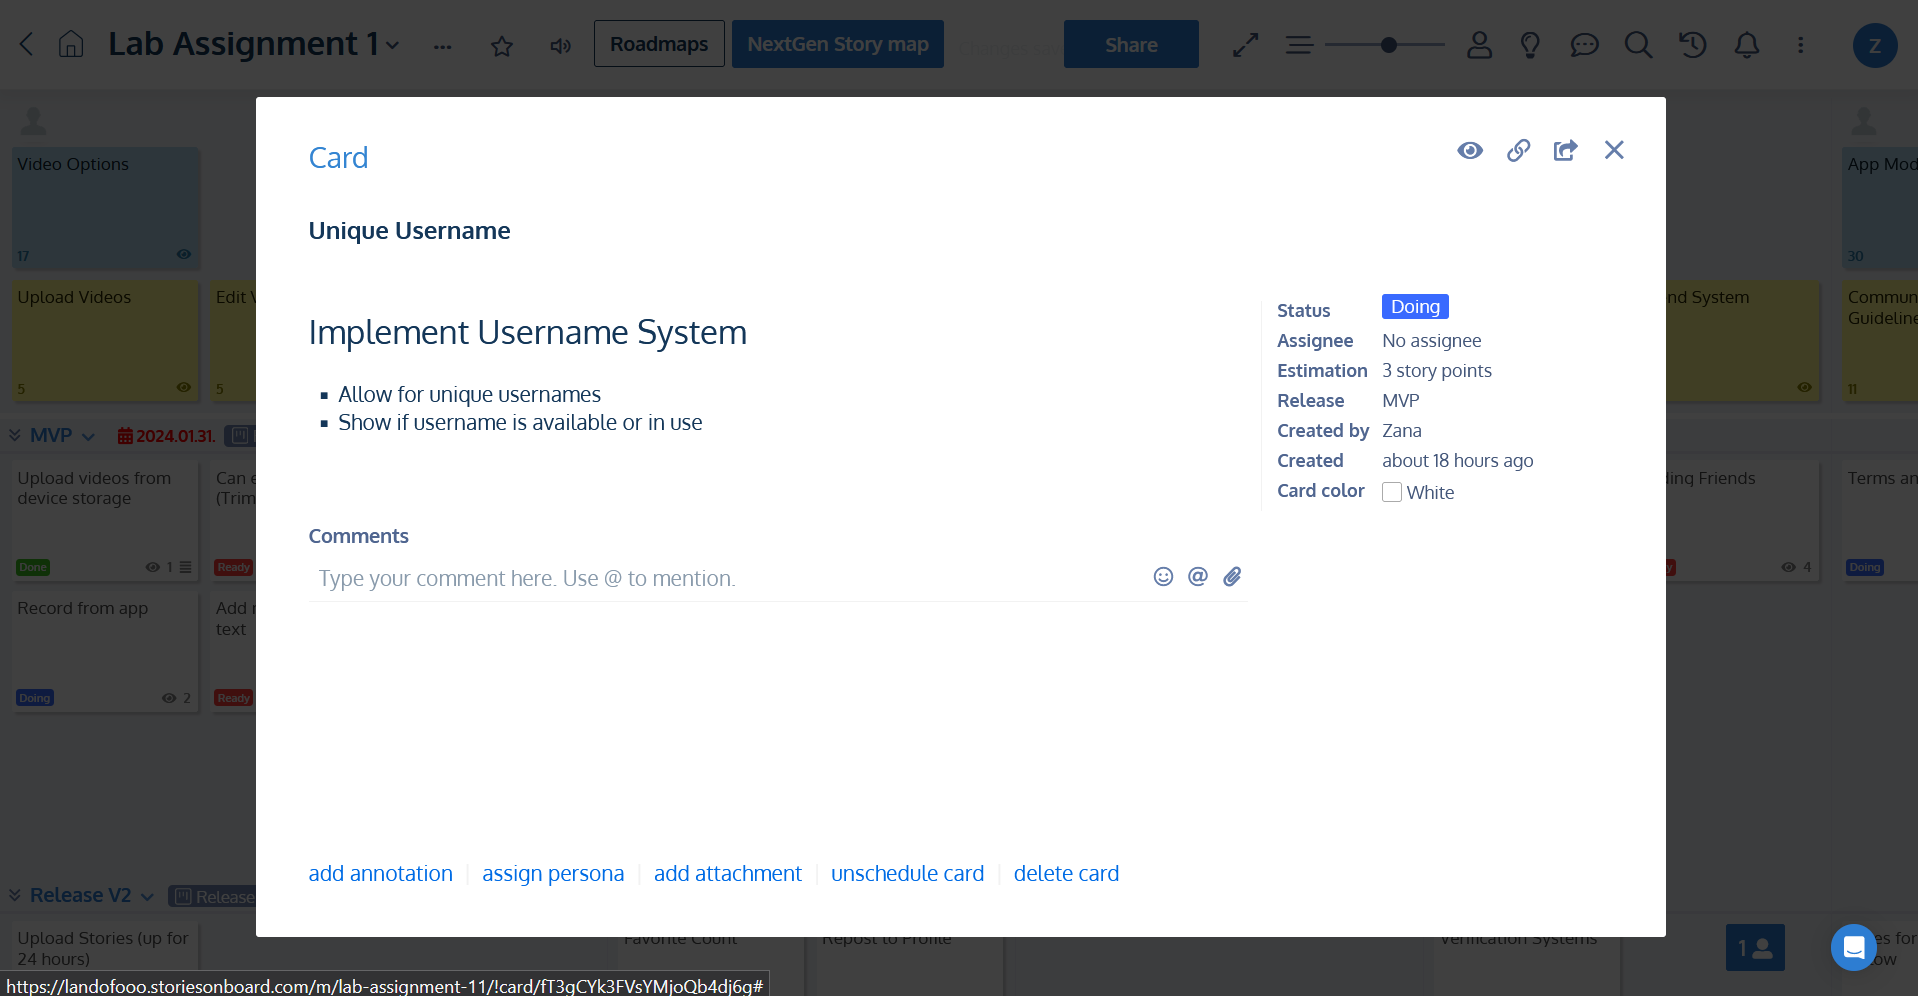 Lab Assignment 1
Roadmaps
NextGen Story map
Share
Z
Video Options
17
App Mod
30
Upload Videos
5
Edit V
5
nd System
Commun
Guideline
11
MVP
2024.01.31.
Upload videos from
device storage
Done
1
Can e
(Trim
Ready
ing Friends
4
Terms an
Doing
Record from app
Doing
2
text
Ready
Card
Unique Username
Implement Username System
▪ Allow for unique usernames
▪ Show if username is available or in use
Status Doing
Assignee No assignee
Estimation 3 story points
Release MVP
Created by Zana
Created about 18 hours ago
Card color White
Comments
Type your comment here. Use @ to mention.
add annotation
assign persona
add attachment
unschedule card
delete card
Release V2
Release
Upload Stories (up for
24 hours)
Favorite Count
Repost to Profile
Verification Systems
1
es for
ow
https://landofooo.storiesonboard.com/m/lab-assignment-11/!card/fT3gCYk3FVsYMjoQb4dj6g#